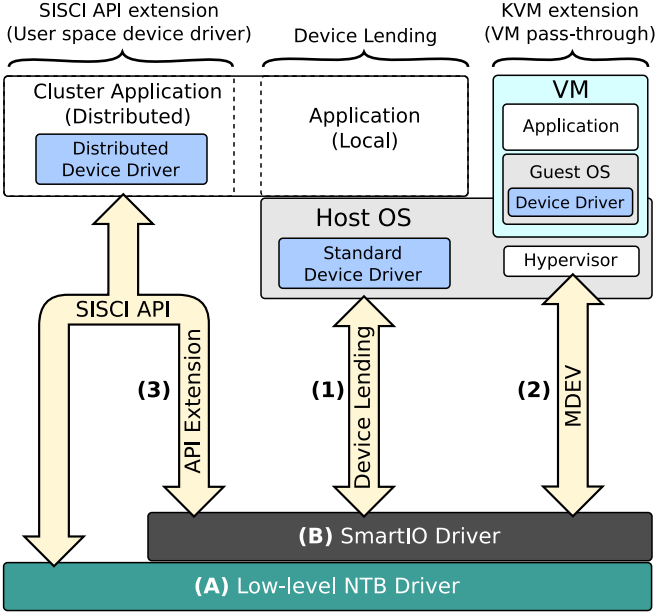 SISCI API extension
(User space device driver)
Device Lending
KVM extension
(VM pass-through)
Cluster Application
(Distributed)
Distributed
Device Driver
Application
(Local)
VM
Application
Guest OS
Device Driver
Host OS
Standard
Device Driver
Hypervisor
SISCI API
(3)
API Extension
(1)
Device Lending
(2)
MDEV
(B) SmartIO Driver
(A) Low-level NTB Driver